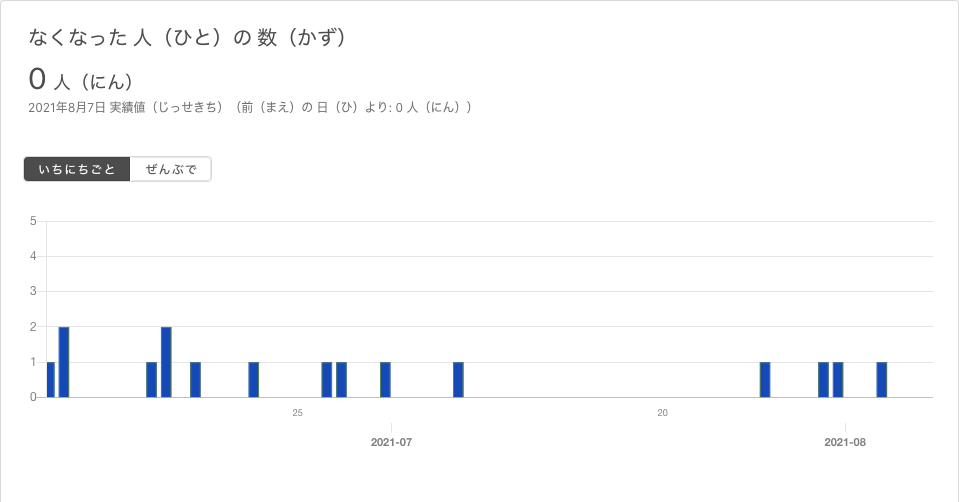 なくなった 人（ひと）の 数（かず）
0 人（にん）
2021年8月7日 実績値（じっせきち）（前（まえ）の 日（ひ）より: 0 人（にん））
いちにちごと ぜんぶで
5
4
3
2
1
0
25 20
2021-07 2021-08